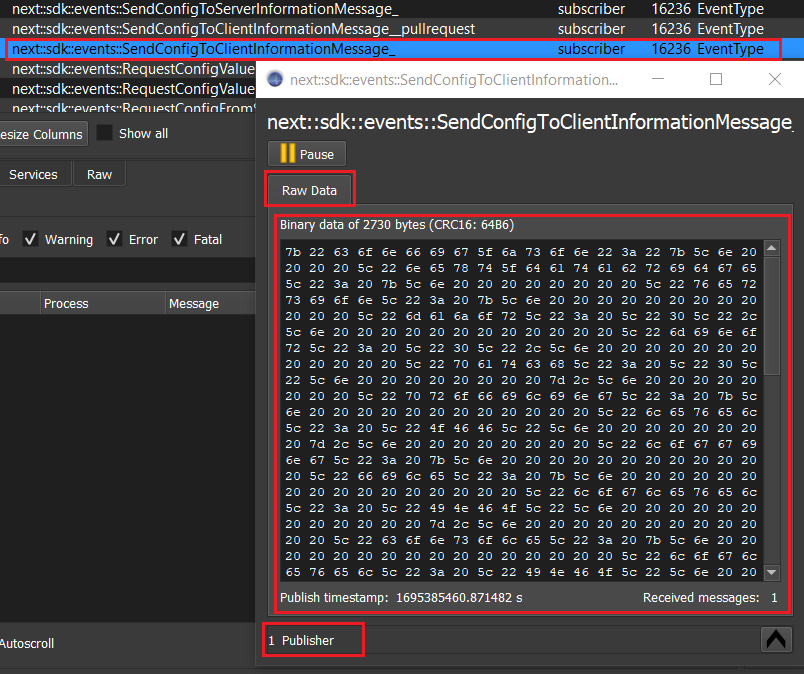 next::sdk::events::SendConfigToServerInformationMessage_ subscriber 16236 EventType
next::sdk::events::SendConfigToClientInformationMessage__pullrequest subscriber 16236 EventType
next::sdk::events::SendConfigToClientInformationMessage_ subscriber 16236 EventType
next::sdk::events::RequestConfigValue
next::sdk::events::RequestConfigValue
next::sdk::events::RequestConfigFrom
next::sdk::events::SendConfigToClientInformation...
next::sdk::events::SendConfigToClientInformationMessage_
esize Columns
Show all
Pause
Services
Raw
Raw Data
fo
Warning
Error
Fatal
Process
Message
Binary data of 2730 bytes (CRC16: 64B6)
7b 22 63 6f 6e 66 69 67 5f 6a 73 6f 6e 22 3a 22 7b 5c 6e 20
20 20 20 5c 22 6e 65 78 74 5f 64 61 74 61 62 72 69 64 67 65
5c 22 3a 20 7b 5c 6e 20 20 20 20 20 20 20 20 5c 22 76 65 72
73 69 6f 6e 5c 22 3a 20 7b 5c 6e 20 20 20 20 20 20 20 20 20
20 20 20 5c 22 6d 61 6a 6f 72 5c 22 3a 20 5c 22 30 5c 22 2c
5c 6e 20 20 20 20 20 20 20 20 20 20 20 20 5c 22 6d 69 6e 6f
72 5c 22 3a 20 5c 22 30 5c 22 2c 5c 6e 20 20 20 20 20 20 20
20 20 20 20 20 5c 22 70 61 74 63 68 5c 22 3a 20 5c 22 30 5c
22 5c 6e 20 20 20 20 20 20 20 20 7d 2c 5c 6e 20 20 20 20 20
20 20 20 5c 22 70 72 6f 66 69 6c 69 6e 67 5c 22 3a 20 7b 5c
6e 20 20 20 20 20 20 20 20 20 20 20 20 5c 22 6c 65 76 65 6c
5c 22 3a 20 5c 22 4f 46 46 5c 22 5c 6e 20 20 20 20 20 20 20
20 7d 2c 5c 6e 20 20 20 20 20 20 20 20 5c 22 6c 6f 67 67 69
6e 67 5c 22 3a 20 7b 5c 6e 20 20 20 20 20 20 20 20 20 20 20
20 5c 22 66 69 6c 65 5c 22 3a 20 7b 5c 6e 20 20 20 20 20 20
20 20 20 20 20 20 20 20 20 20 5c 22 6c 6f 67 6c 65 76 65 6c
5c 22 3a 20 5c 22 49 4e 46 4f 5c 22 5c 6e 20 20 20 20 20 20
20 20 20 20 20 20 7d 2c 5c 6e 20 20 20 20 20 20 20 20 20 20
20 20 5c 22 63 6f 6e 73 6f 6c 65 5c 22 3a 20 7b 5c 6e 20 20
20 20 20 20 20 20 20 20 20 20 20 20 5c 22 6c 6f 67 6c
65 76 65 6c 5c 22 3a 20 5c 22 49 4e 46 4f 5c 22 5c 6e 20 20
Publish timestamp: 1695385460.871482 s
Received messages: 1
1 Publisher
Autoscroll